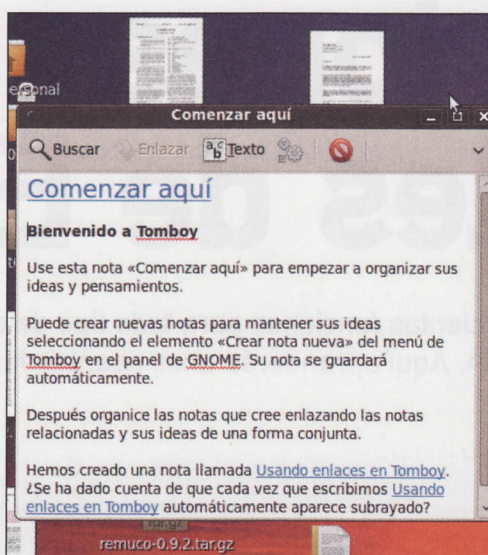 Comenzar aquí
Buscar Enlazar Texto
Comenzar aquí
Bienvenido a Tomboy
Use esta nota «Comenzar aquí» para empezar a organizar sus
ideas y pensamientos.
Puede crear nuevas notas para mantener sus ideas
seleccionando el elemento «Crear nota nueva» del menú de
Tomboy en el panel de GNOME. Su nota se guardará
automáticamente.
Después organice las notas que cree enlazando las notas
relacionadas y sus ideas de una forma conjunta.
Hemos creado una nota llamada Usando enlaces en Tomboy.
¿Se ha dado cuenta de que cada vez que escribimos Usando
enlaces en Tomboy automáticamente aparece subrayado?
tar.gz
remuco-0.9.2.tar.gz